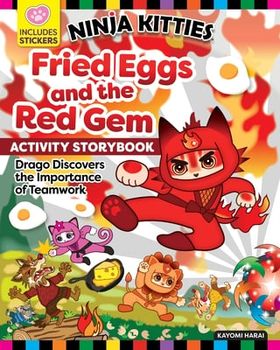 INCLUDES
STICKERS
NINJA KITTIES
Fried Eggs
and the
Red Gem
ACTIVITY STORYBOOK
Drago Discovers
the Importance
of Teamwork
KAYOMI HARAI